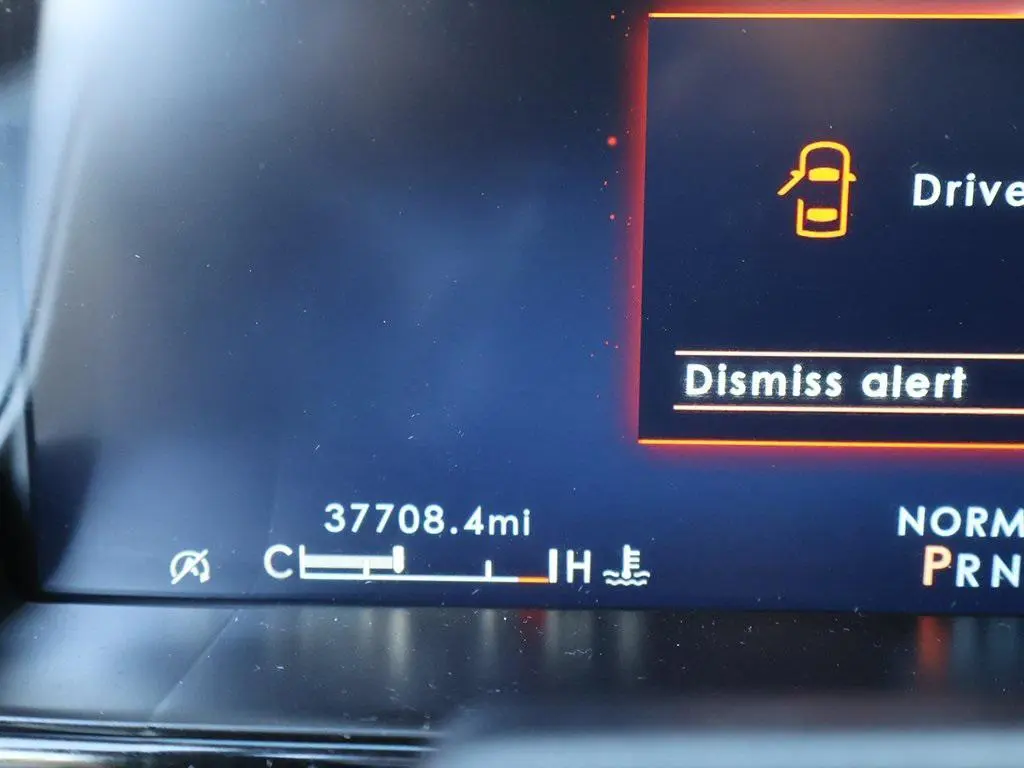 Drive
Dismiss alert
37708.4mi
NORM
C H
PRN